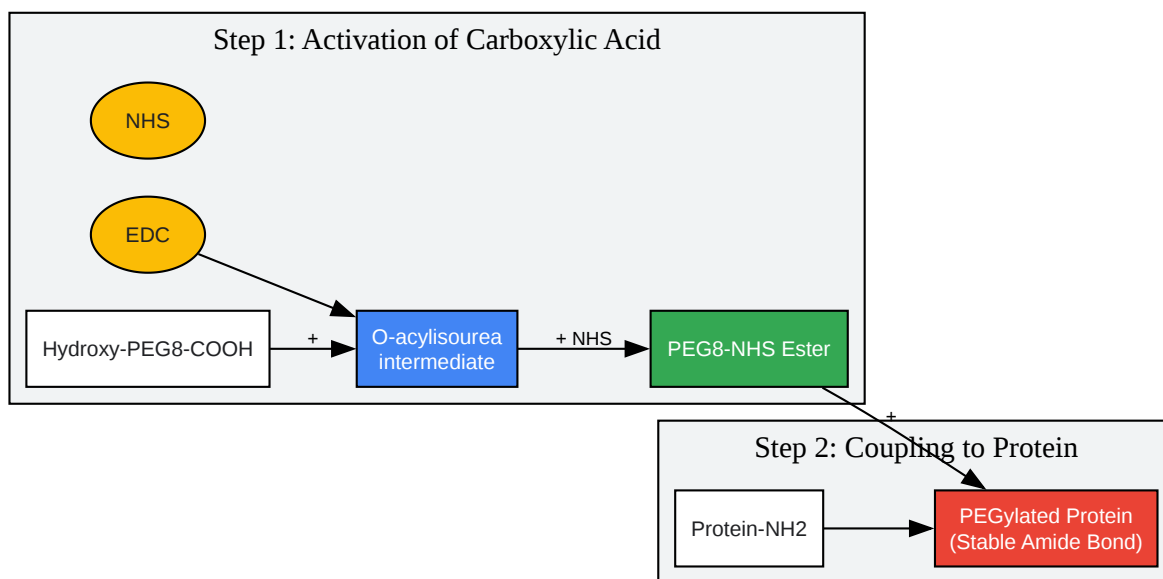 Step 1: Activation of Carboxylic Acid
NHS
EDC
Hydroxy-PEG8-COOH
+
O-acylisourea
intermediate
+ NHS
PEG8-NHS Ester
+
Step 2: Coupling to Protein
Protein-NH2
PEGylated Protein
(Stable Amide Bond)